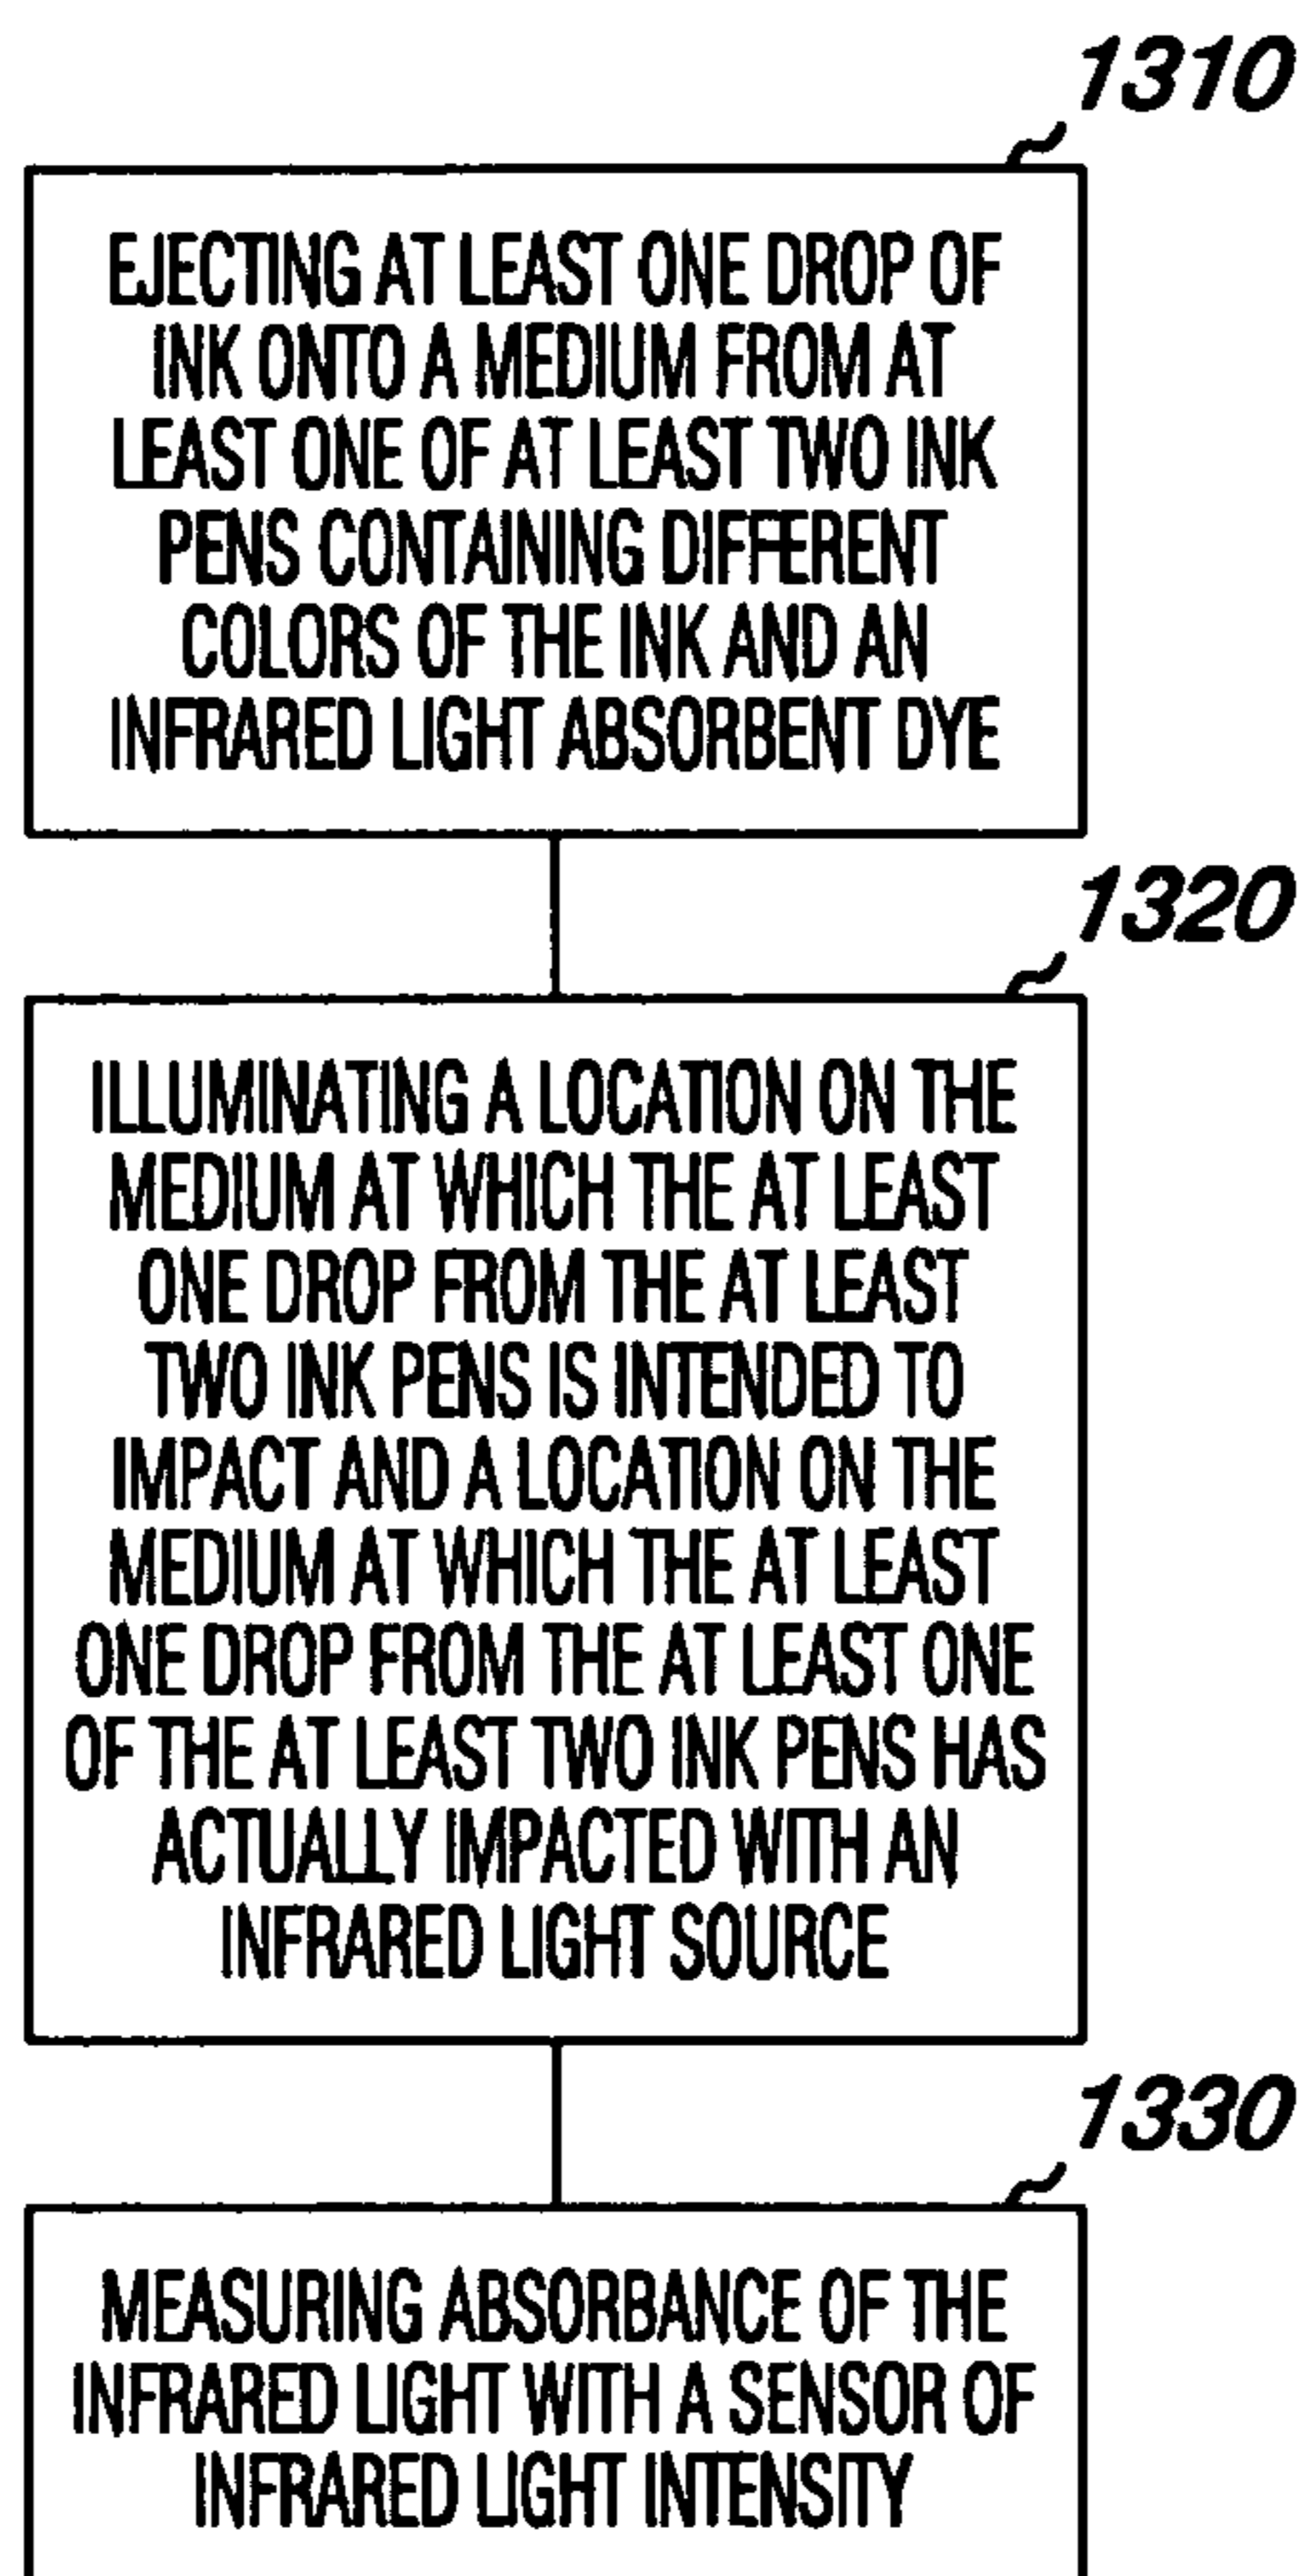 1310
EJECTING AT LEAST ONE DROP OF
INK ONTO A MEDIUM FROM AT
LEAST ONE OF AT LEAST TWO INK
PENS CONTAINING DIFFERENT
COLORS OF THE INK AND AN
INFRARED LIGHT ABSORBENT DYE
1320
ILLUMINATING A LOCATION ON THE
MEDIUM AT WHICH THE AT LEAST
ONE DROP FROM THE AT LEAST
TWO INK PENS IS INTENDED TO
IMPACT AND A LOCATION ON THE
MEDIUM AT WHICH THE AT LEAST
ONE DROP FROM THE AT LEAST ONE
OF THE AT LEAST TWO INK PENS HAS
ACTUALLY IMPACTED WITH AN
INFRARED LIGHT SOURCE
1330
MEASURING ABSORBANCE OF THE
INFRARED LIGHT WITH A SENSOR OF
INFRARED LIGHT INTENSITY